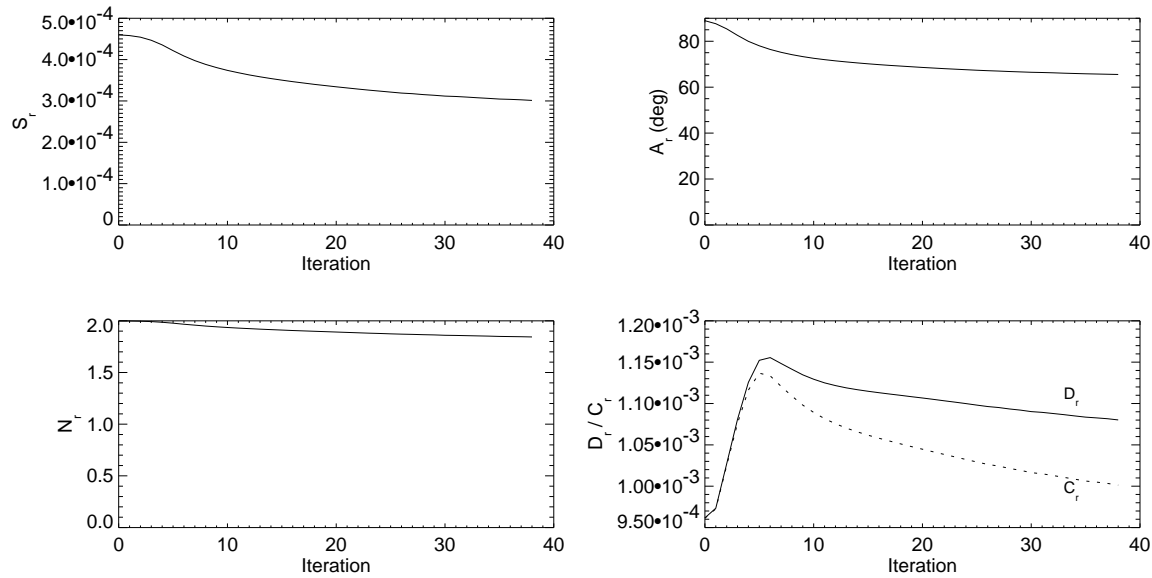 5.0•10⁻⁴
4.0•10⁻⁴
3.0•10⁻⁴
2.0•10⁻⁴
1.0•10⁻⁴
0
S_r
0 10 20 30 40
Iteration
80
60
40
20
0
A_r (deg)
0 10 20 30 40
Iteration
2.0
1.5
1.0
0.5
0.0
N_r
0 10 20 30 40
Iteration
1.20•10⁻³
1.15•10⁻³
1.10•10⁻³
1.05•10⁻³
1.00•10⁻³
9.50•10⁻⁴
D_r / C_r
D_r
C_r
0 10 20 30 40
Iteration